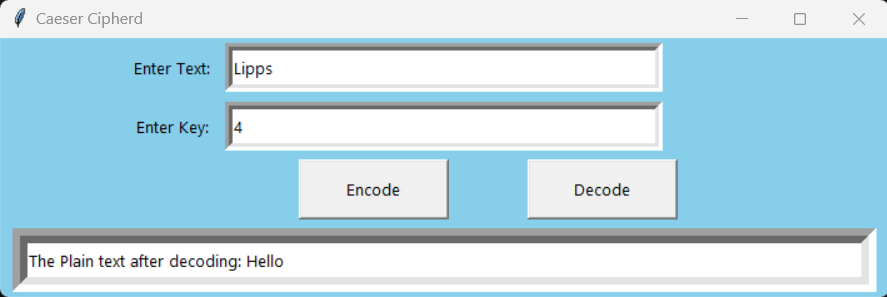 Caeser Cipherd
Enter Text: Lipps
Enter Key: 4
Encode Decode
The Plain text after decoding: Hello